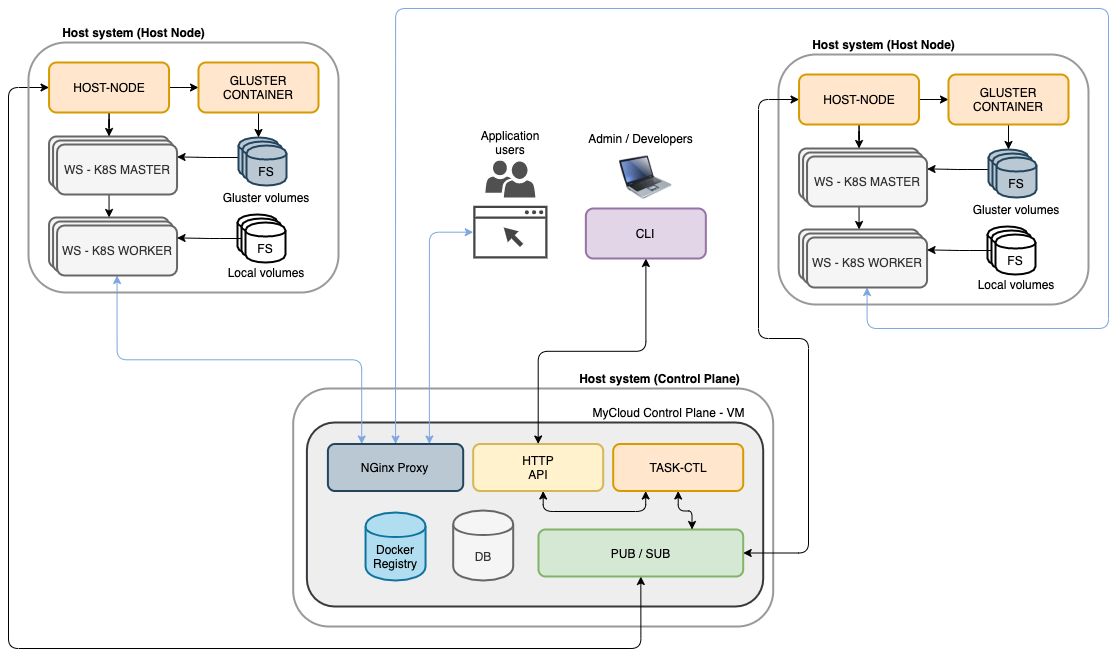 Host system (Host Node)
HOST-NODE
GLUSTER
CONTAINER
WS - K8S MASTER
FS
Gluster volumes
WS - K8S WORKER
FS
Local volumes
Application
users
Admin / Developers
CLI
Host system (Host Node)
HOST-NODE
GLUSTER
CONTAINER
WS - K8S MASTER
FS
Gluster volumes
WS - K8S WORKER
FS
Local volumes
Host system (Control Plane)
MyCloud Control Plane - VM
NGinx Proxy
HTTP
API
TASK-CTL
Docker
Registry
DB
PUB / SUB